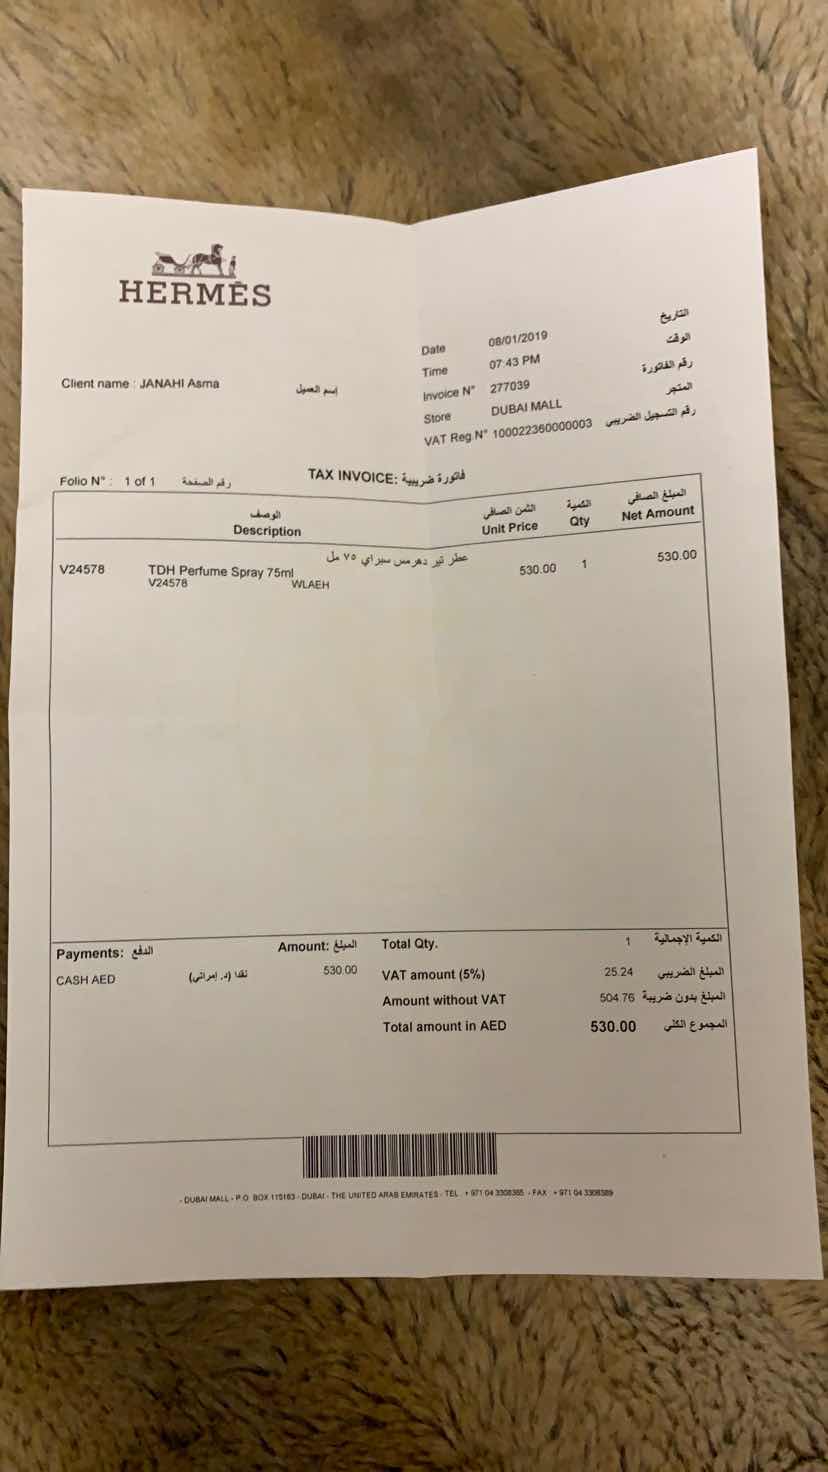 HERMÈS
التاريخ
Date 08/01/2019
الوقت
Time 07:43 PM
رقم الفاتورة
Invoice N° 277039
المتجر
Store DUBAI MALL
رقم التسجيل الضريبي
VAT Reg.N° 100022360000003
Client name : JANAHI Asma إسم العميل
Folio N° : 1 of 1 رقم الصفحة
TAX INVOICE: فاتورة ضريبية
الوصف الثمن الصافي الكمية المبلغ الصافي
Description Unit Price Qty Net Amount
عطر تير دهرمس سبراي ٧٥ مل
V24578 TDH Perfume Spray 75ml 530.00 1 530.00
V24578 WLAEH
Payments: الدفع Amount: المبلغ
CASH AED نقدا (د. إمراتي) 530.00
Total Qty. 1 الكمية الإجمالية
VAT amount (5%) 25.24 المبلغ الضريبي
Amount without VAT 504.76 المبلغ بدون ضريبة
Total amount in AED 530.00 المجموع الكلي
- DUBAI MALL - P.O. BOX 115163 - DUBAI - THE UNITED ARAB EMIRATES - TEL : + 971 04 3308385 - FAX : + 971 04 3308389